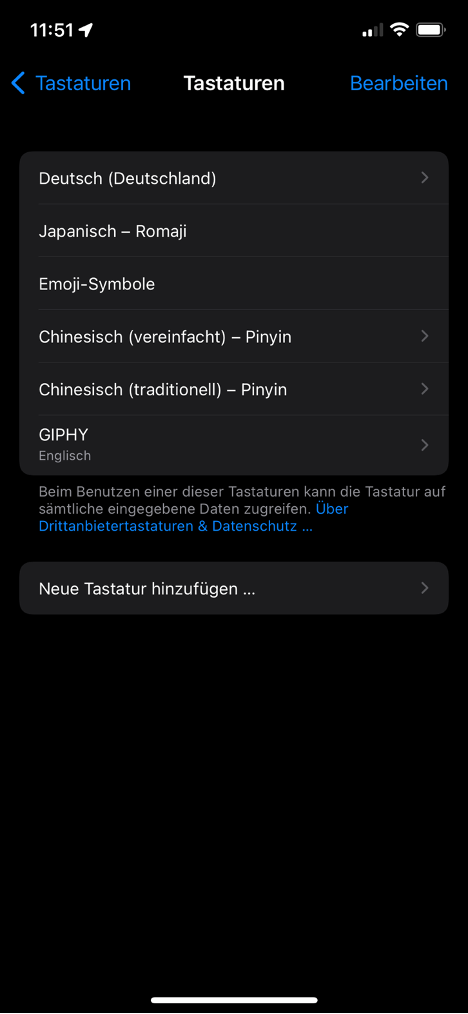 11:51
Tastaturen
Tastaturen
Bearbeiten
Deutsch (Deutschland)
Japanisch – Romaji
Emoji-Symbole
Chinesisch (vereinfacht) – Pinyin
Chinesisch (traditionell) – Pinyin
GIPHY
Englisch
Beim Benutzen einer dieser Tastaturen kann die Tastatur auf
sämtliche eingegebene Daten zugreifen. Über
Drittanbietertastaturen & Datenschutz ...
Neue Tastatur hinzufügen ...